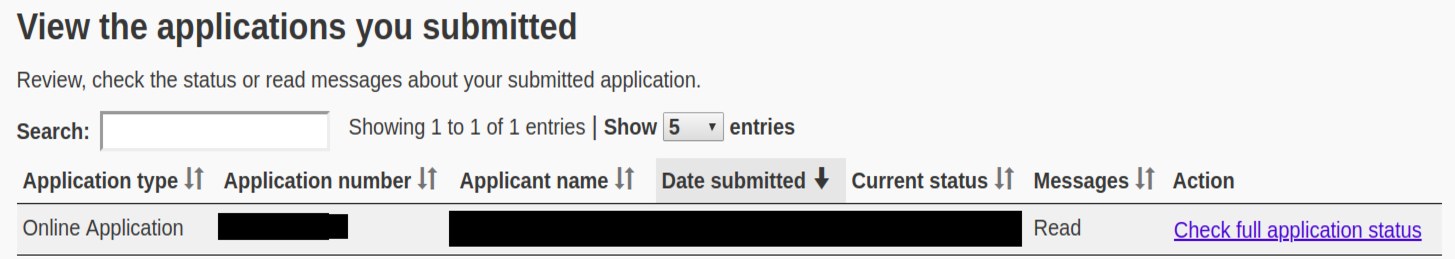 View the applications you submitted
Review, check the status or read messages about your submitted application.
Search: Showing 1 to 1 of 1 entries | Show 5 entries
Application type Application number Applicant name Date submitted Current status Messages Action
Online Application Read Check full application status